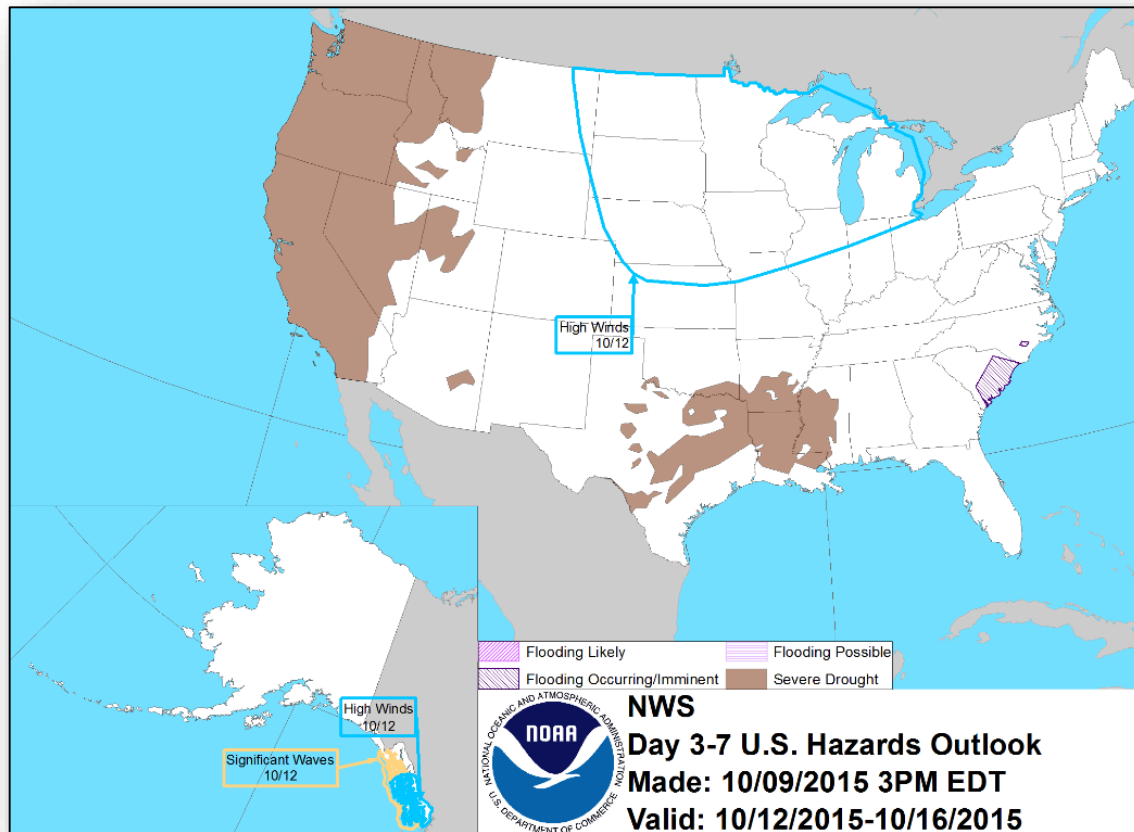 High Winds
10/12
High Winds
10/12
Significant Waves
10/12
Flooding Likely
Flooding Possible
Flooding Occurring/Imminent
Severe Drought
NATIONAL OCEANIC AND ATMOSPHERIC ADMINISTRATION
NOAA
U.S. DEPARTMENT OF COMMERCE
NWS
Day 3-7 U.S. Hazards Outlook
Made: 10/09/2015 3PM EDT
Valid: 10/12/2015-10/16/2015